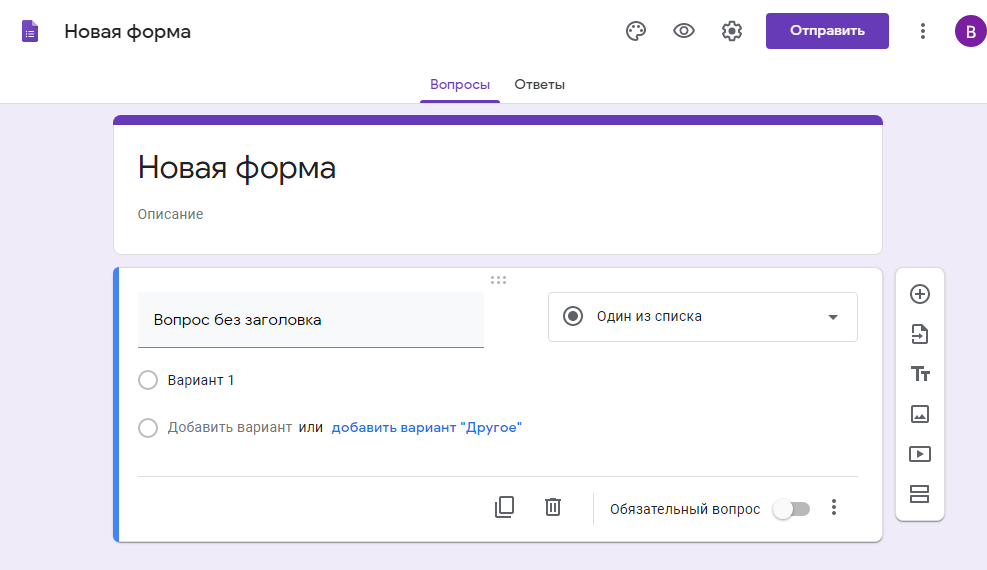 Новая форма
Отправить
B
Вопросы Ответы
Новая форма
Описание
Вопрос без заголовка
Один из списка
Вариант 1
Добавить вариант или добавить вариант "Другое"
Обязательный вопрос